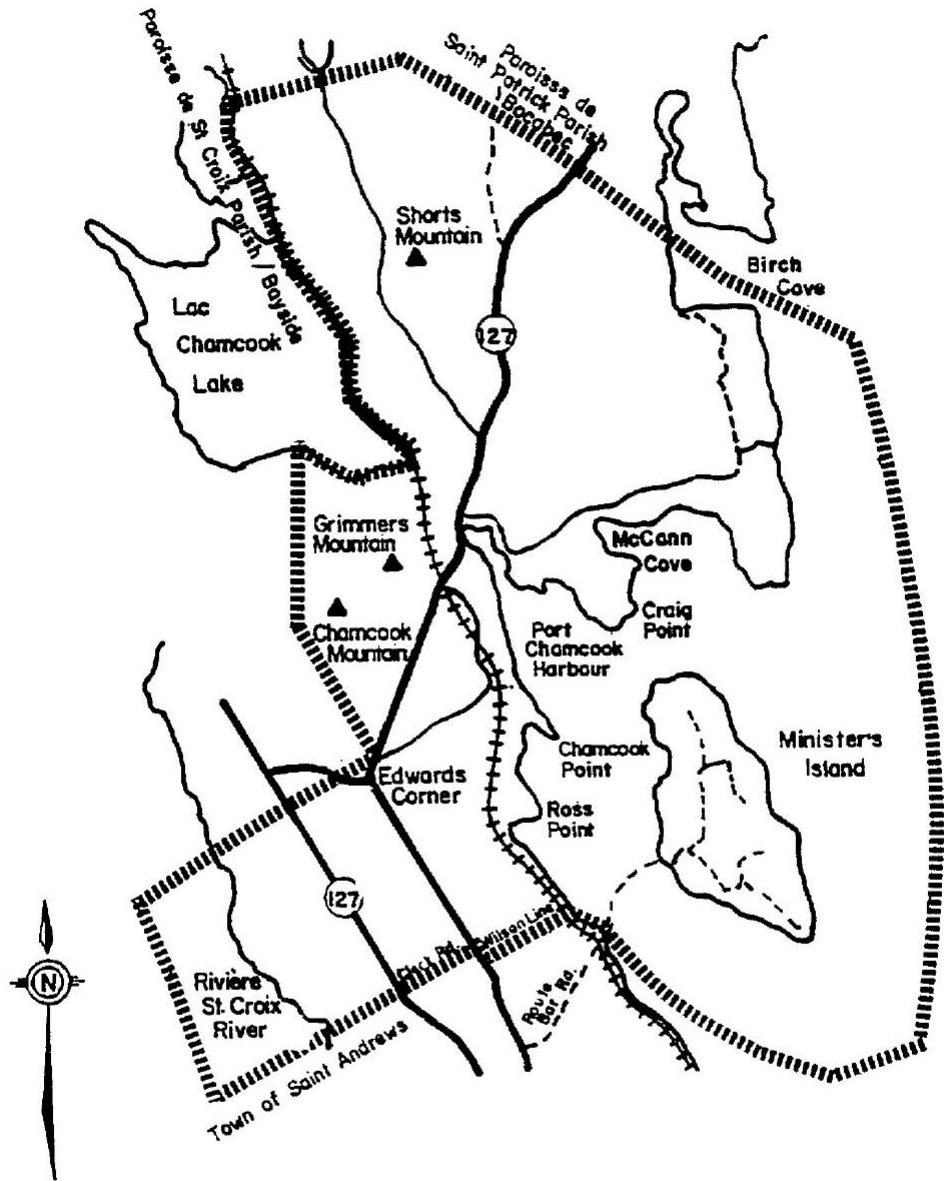 Paroisse de
Saint Patrick Parish
Bocabec
Paroisse de St Croix Parish / Bayside
Shorts
Mountain
Birch
Cove
Lac
Chamcook
Lake
127
Grimmers
Mountain
McCann
Cove
Craig
Point
Chamcook
Mountain
Port
Chamcook
Harbour
Chamcook
Point
Minister's
Island
Edwards
Corner
Ross
Point
127
Wilson Line
Rivière
St. Croix
River
Route
Bar Rd.
Town of Saint Andrews
N